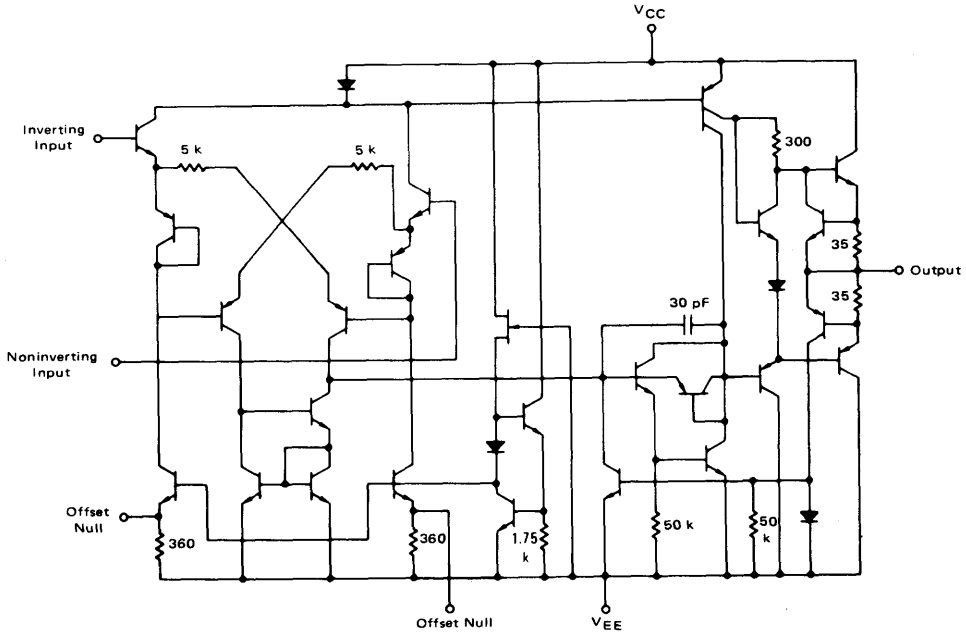 VCC
Inverting
Input
5 k
5 k
300
35
Output
35
30 pF
Noninverting
Input
Offset
Null
360
360
1.75
k
50 k
50
k
Offset Null
VEE